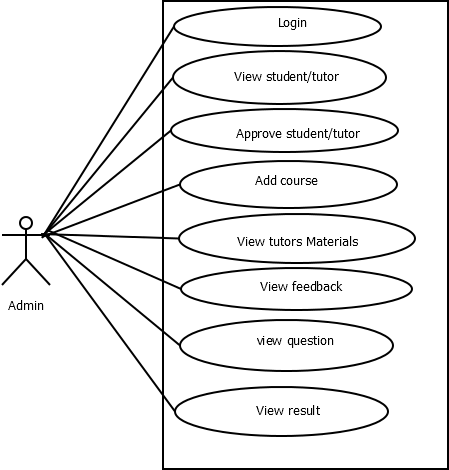 Login
View student/tutor
Approve student/tutor
Add course
View tutors Materials
View feedback
view question
View result
Admin